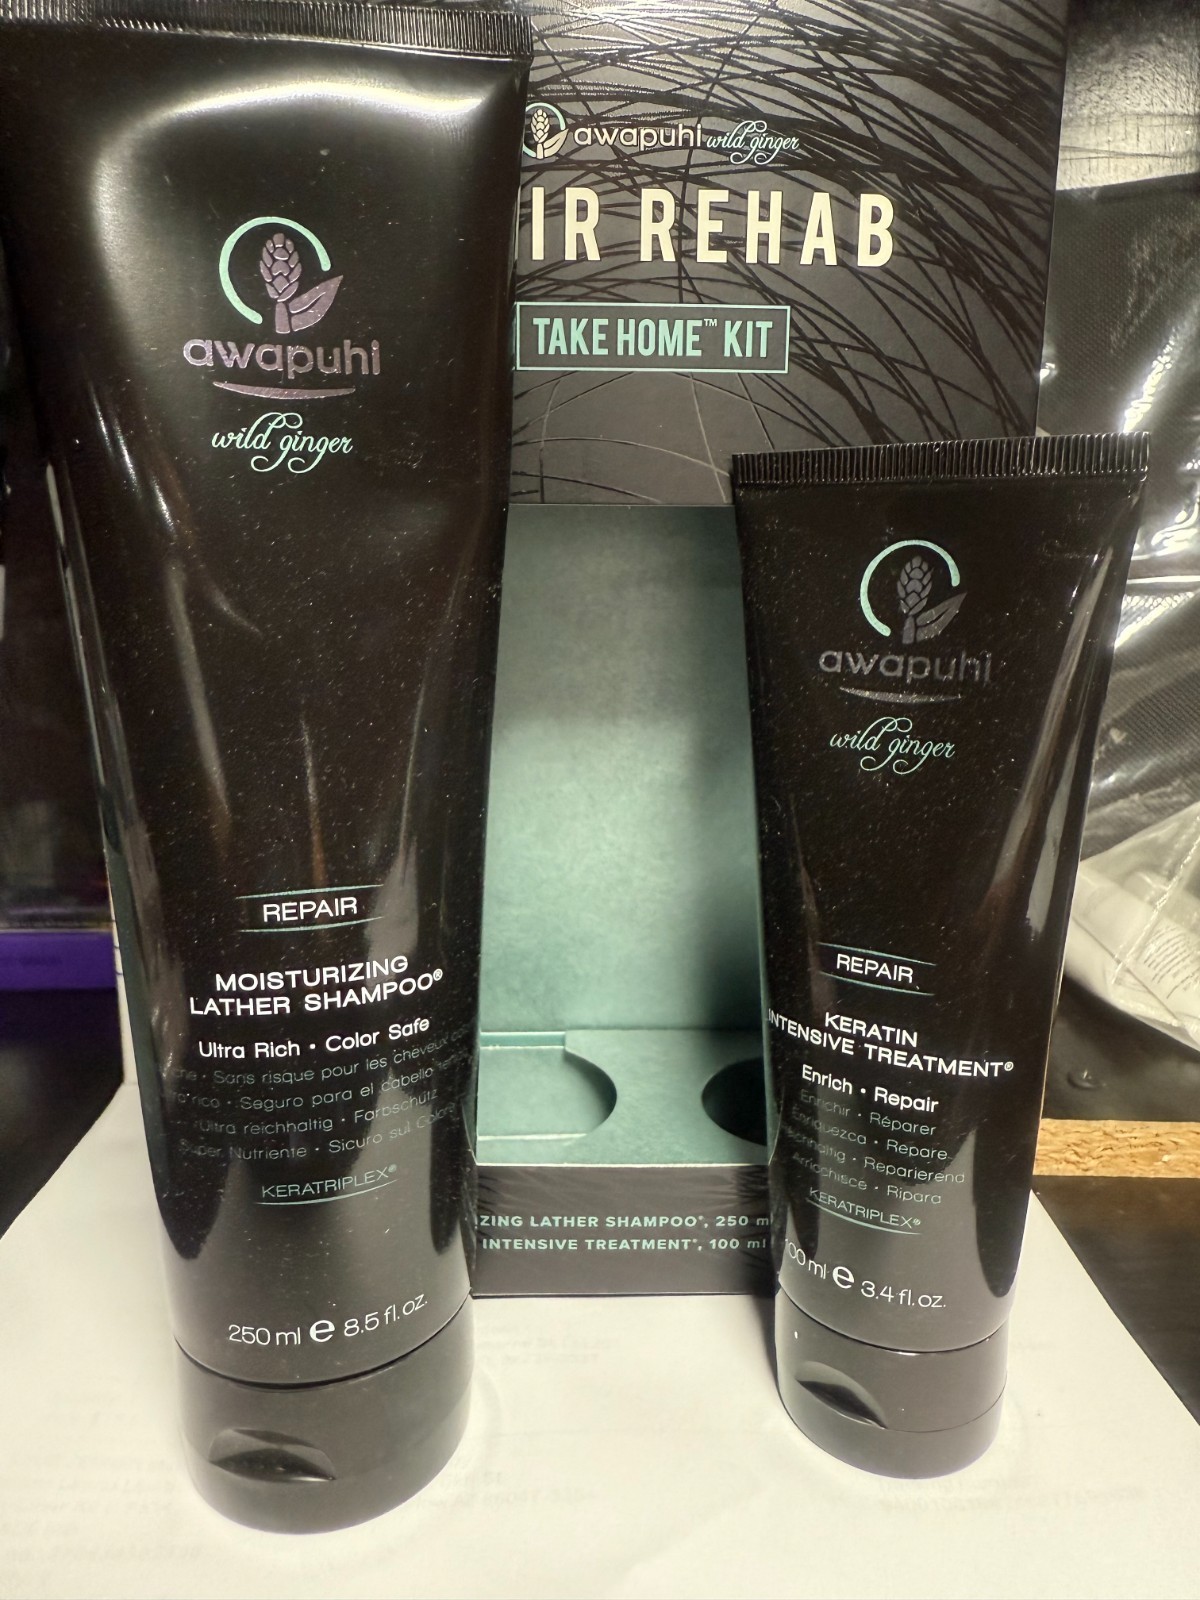 awapuhi wild ginger
IR REHAB
TAKE HOME™ KIT
awapuhi
wild ginger
REPAIR
MOISTURIZING
LATHER SHAMPOO®
Ultra Rich • Color Safe
• Sans risque pour les cheveux
• Seguro para el cabello
Ultra reichhaltig • Farbschutz
Super Nutriente • Sicuro sul Colore
KERATRIPLEX®
250 ml e 8.5 fl. oz.
awapuhi
wild ginger
REPAIR
KERATIN
INTENSIVE TREATMENT®
Enrich • Repair
Enrichir • Réparer
Enriquezca • Repare
• Reparierend
Arricchisce • Ripara
KERATRIPLEX®
100 ml e 3.4 fl. oz.
ZING LATHER SHAMPOO®, 250 m
INTENSIVE TREATMENT®, 100 ml